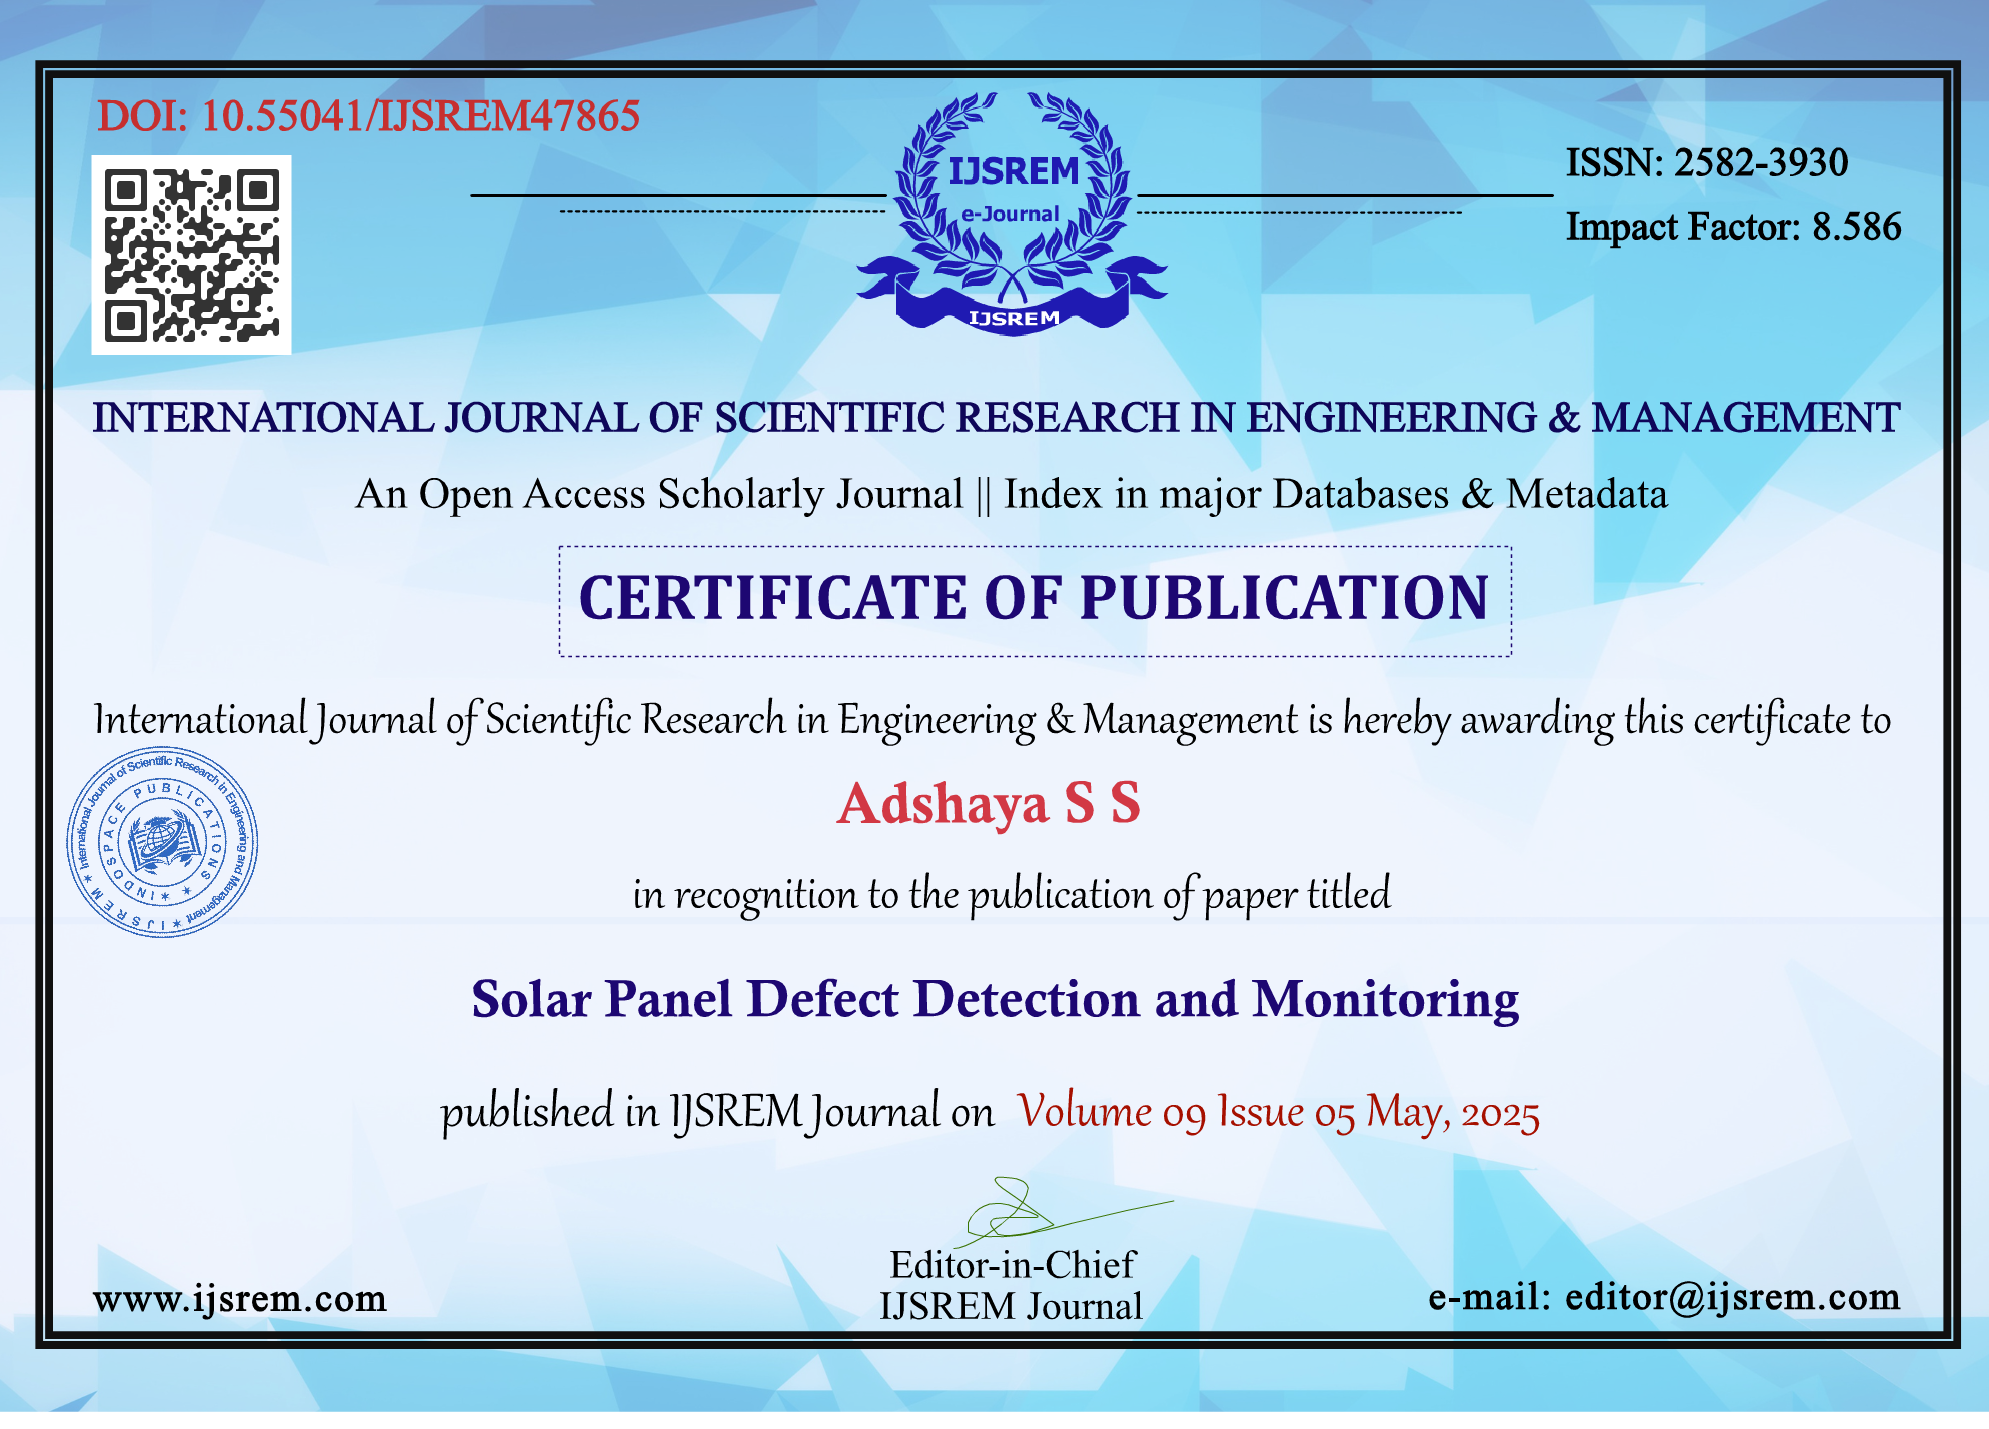 DOI: 10.55041/IJSREM47865
IJSREM
e-Journal
IJSREM
ISSN: 2582-3930
Impact Factor: 8.586
INTERNATIONAL JOURNAL OF SCIENTIFIC RESEARCH IN ENGINEERING & MANAGEMENT
An Open Access Scholarly Journal || Index in major Databases & Metadata
CERTIFICATE OF PUBLICATION
International Journal of Scientific Research in Engineering & Management is hereby awarding this certificate to
International Journal of Scientific Research in Engineering and Management ★ IJSREM ★
INDOSPACE PUBLICATIONS ★ ★
Adshaya S S
in recognition to the publication of paper titled
Solar Panel Defect Detection and Monitoring
published in IJSREM Journal on Volume 09 Issue 05 May, 2025
Editor-in-Chief
IJSREM Journal
www.ijsrem.com
e-mail: editor@ijsrem.com